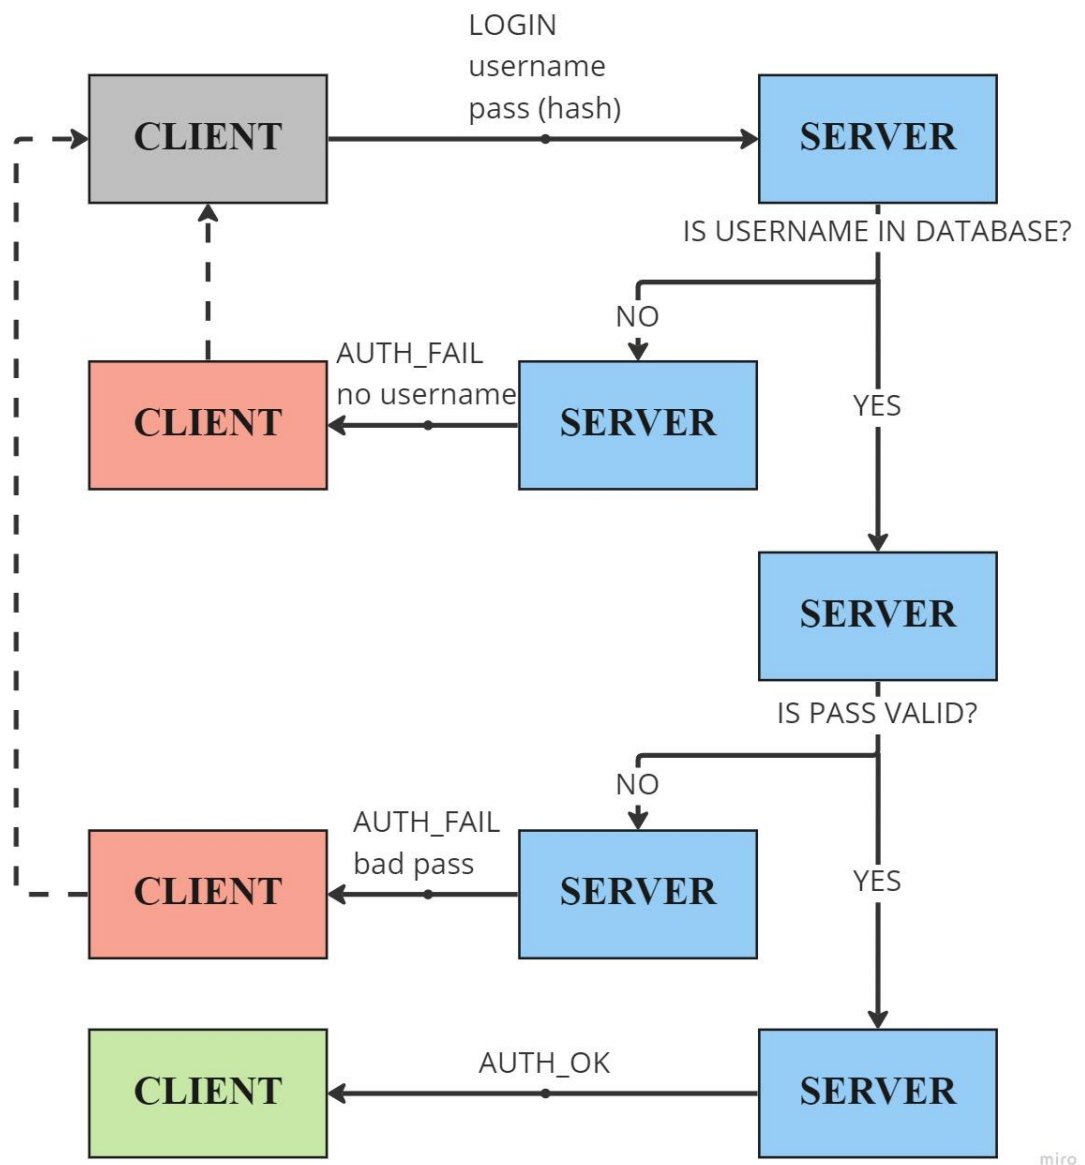 LOGIN
username
pass (hash)
CLIENT
SERVER
IS USERNAME IN DATABASE?
NO
AUTH_FAIL
no username
CLIENT
SERVER
YES
SERVER
IS PASS VALID?
NO
AUTH_FAIL
bad pass
CLIENT
SERVER
YES
CLIENT
AUTH_OK
SERVER
miro